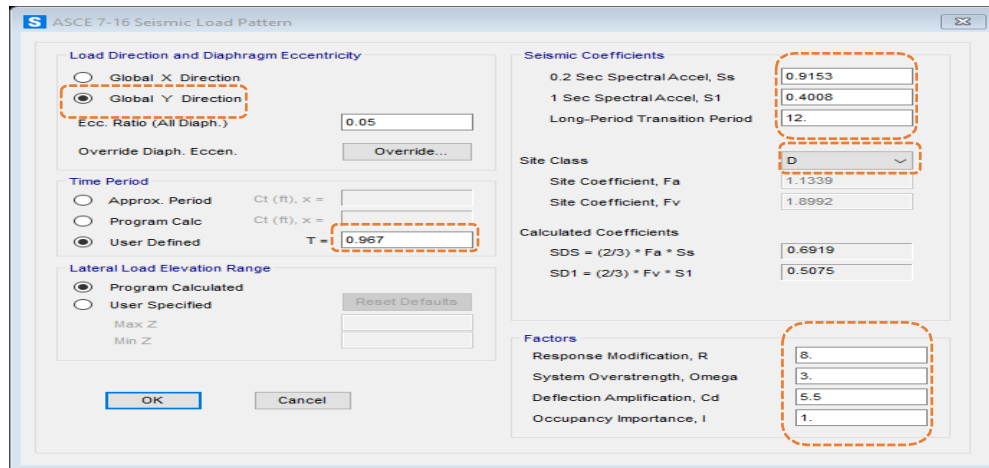 S ASCE 7-16 Seismic Load Pattern
Load Direction and Diaphragm Eccentricity
Global X Direction
Global Y Direction
Ecc. Ratio (All Diaph.) 0.05
Override Diaph. Eccen. Override...
Time Period
Approx. Period Ct (ft), x =
Program Calc Ct (ft), x =
User Defined T = 0.967
Lateral Load Elevation Range
Program Calculated
User Specified Reset Defaults
Max Z
Min Z
OK Cancel
Seismic Coefficients
0.2 Sec Spectral Accel, Ss 0.9153
1 Sec Spectral Accel, S1 0.4008
Long-Period Transition Period 12.
Site Class D
Site Coefficient, Fa 1.1339
Site Coefficient, Fv 1.8992
Calculated Coefficients
SDS = (2/3) * Fa * Ss 0.6919
SD1 = (2/3) * Fv * S1 0.5075
Factors
Response Modification, R 8.
System Overstrength, Omega 3.
Deflection Amplification, Cd 5.5
Occupancy Importance, I 1.